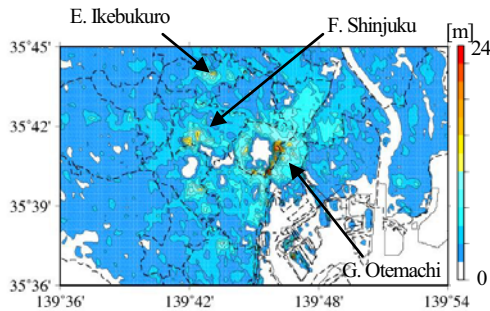 E. Ikebukuro
F. Shinjuku
[m]
35°45'
24
35°42'
35°39'
G. Otemachi
35°36'
0
139°36'
139°42'
139°48'
139°54